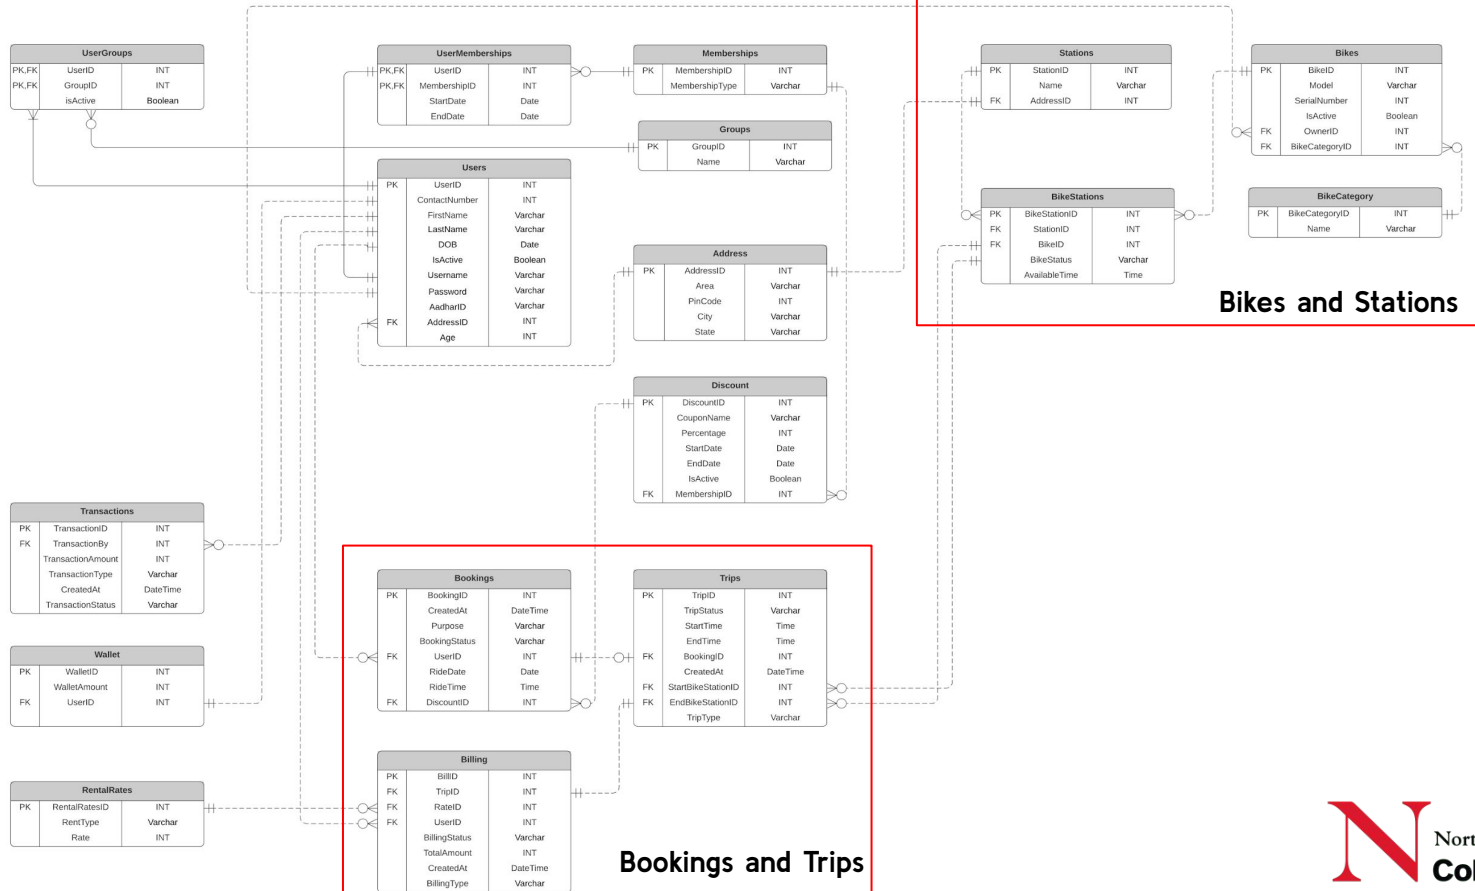 UserGroups
PK,FK UserID INT
PK,FK GroupID INT
isActive Boolean
UserMemberships
PK,FK UserID INT
PK,FK MembershipID INT
StartDate Date
EndDate Date
Memberships
PK MembershipID INT
MembershipType Varchar
Groups
PK GroupID INT
Name Varchar
Users
PK UserID INT
ContactNumber INT
FirstName Varchar
LastName Varchar
DOB Date
IsActive Boolean
Username Varchar
Password Varchar
AadharID Varchar
FK AddressID INT
Age INT
Address
PK AddressID INT
Area Varchar
PinCode INT
City Varchar
State Varchar
Stations
PK StationID INT
Name Varchar
FK AddressID INT
Bikes
PK BikeID INT
Model Varchar
SerialNumber INT
IsActive Boolean
FK OwnerID INT
FK BikeCategoryID INT
BikeStations
PK BikeStationID INT
FK StationID INT
FK BikeID INT
BikeStatus Varchar
AvailableTime Time
BikeCategory
PK BikeCategoryID INT
Name Varchar
Bikes and Stations
Discount
PK DiscountID INT
CouponName Varchar
Percentage INT
StartDate Date
EndDate Date
IsActive Boolean
FK MembershipID INT
Transactions
PK TransactionID INT
FK TransactionBy INT
TransactionAmount INT
TransactionType Varchar
CreatedAt DateTime
TransactionStatus Varchar
Wallet
PK WalletID INT
WalletAmount INT
FK UserID INT
RentalRates
PK RentalRatesID INT
RentType Varchar
Rate INT
Bookings
PK BookingID INT
CreatedAt DateTime
Purpose Varchar
BookingStatus Varchar
FK UserID INT
RideDate Date
RideTime Time
FK DiscountID INT
Trips
PK TripID INT
TripStatus Varchar
StartTime Time
EndTime Time
FK BookingID INT
CreatedAt DateTime
FK StartBikeStationID INT
FK EndBikeStationID INT
TripType Varchar
Billing
PK BillID INT
FK TripID INT
FK RateID INT
FK UserID INT
BillingStatus Varchar
TotalAmount INT
CreatedAt DateTime
BillingType Varchar
Bookings and Trips
N
Nort
Col